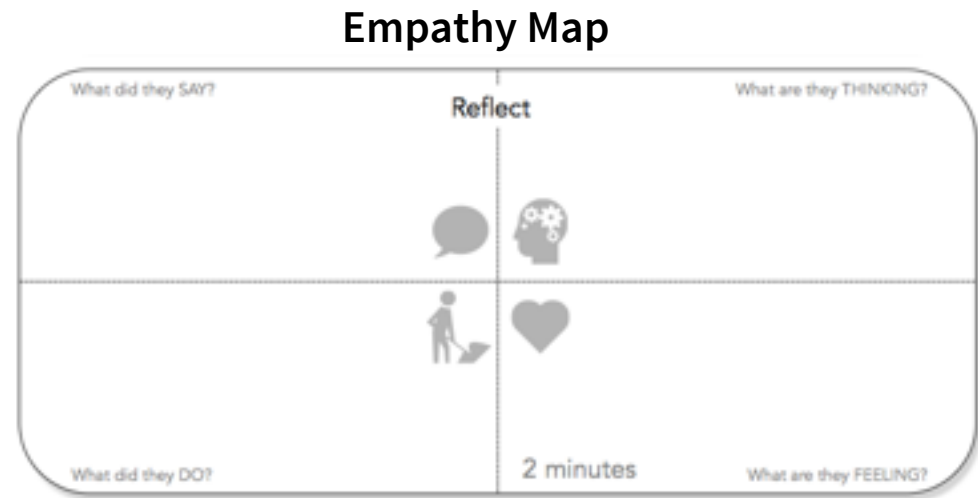 Empathy Map
What did they SAY?
What are they THINKING?
Reflect
What did they DO?
2 minutes
What are they FEELING?